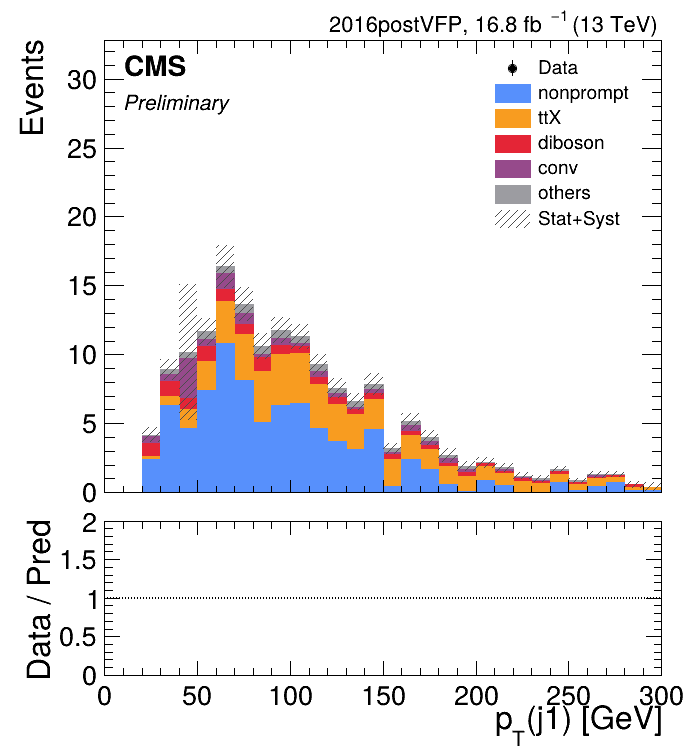 2016postVFP, 16.8 fb⁻¹ (13 TeV)
CMS
Preliminary
Events
30
25
20
15
10
5
0
Data
nonprompt
ttX
diboson
conv
others
Stat+Syst
Data / Pred
2
1.5
1
0.5
0
0 50 100 150 200 250 300
p_T(j1) [GeV]